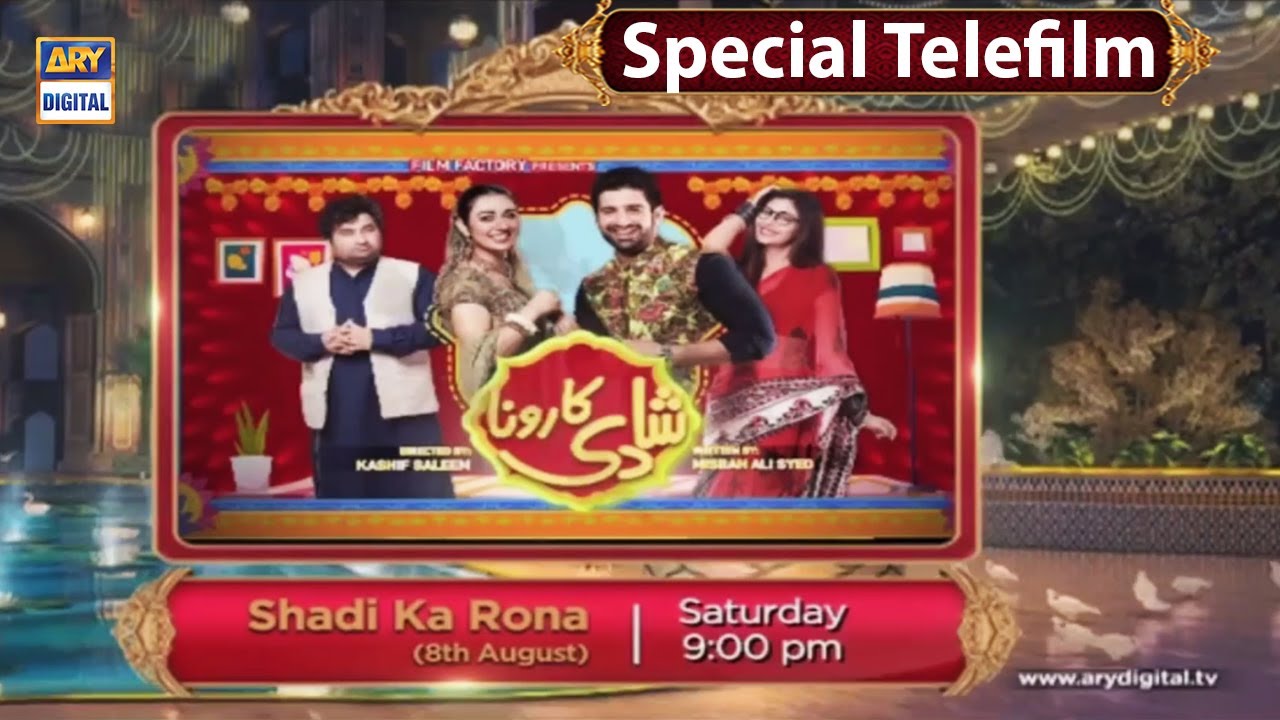 ARY
DIGITAL
Special Telefilm
FILM FACTORY PRESENTS
شادی کا رونا
DIRECTED BY:
KASHIF SALEEM
WRITTEN BY:
MISBAH ALI SYED
Shadi Ka Rona
(8th August)
Saturday
9:00 pm
www.arydigital.tv